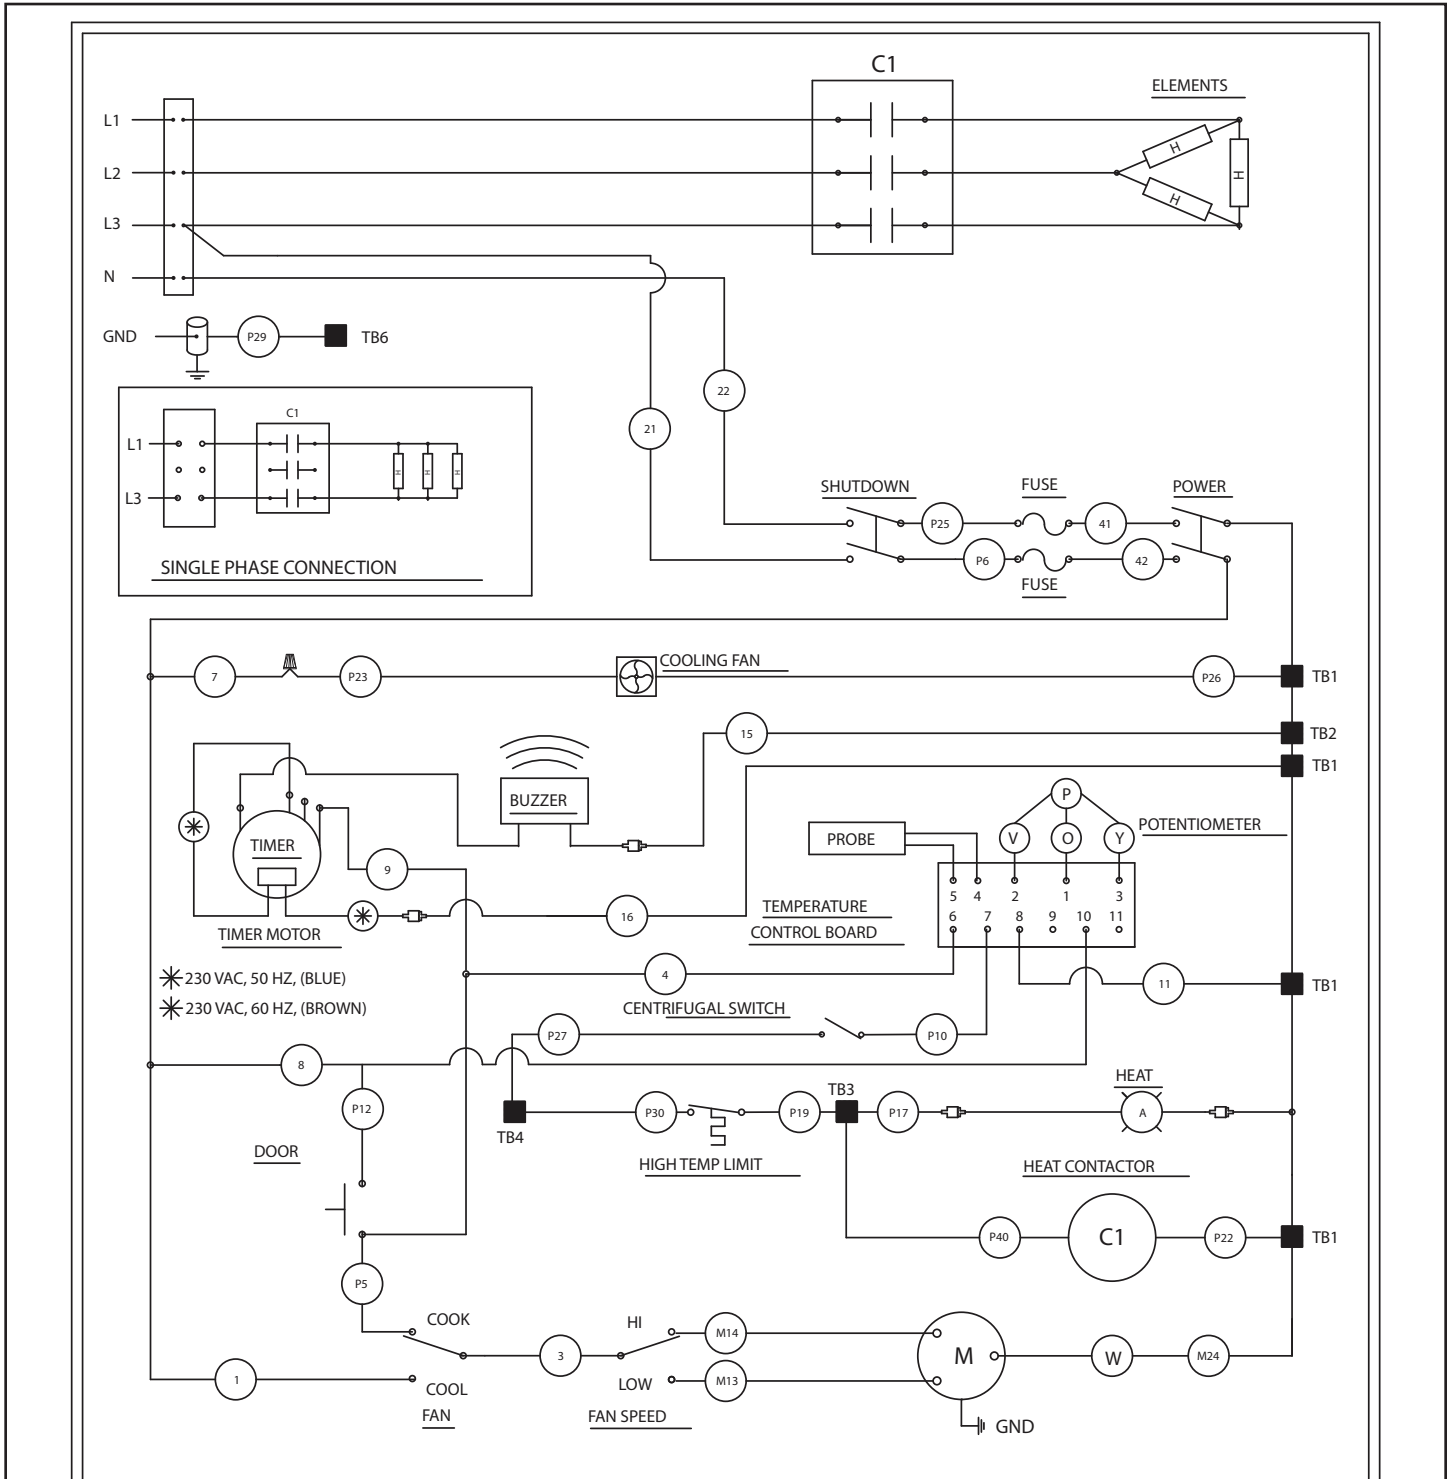 C1
ELEMENTS
L1
H
L2
H
H
L3
N
GND
P29
TB6
22
C1
21
L1
H
H
H
SHUTDOWN
FUSE
POWER
L3
P25
41
P6
42
SINGLE PHASE CONNECTION
FUSE
COOLING FAN
7
P23
P26
TB1
15
TB2
TB1
BUZZER
P
TIMER
PROBE
V
O
Y
POTENTIOMETER
9
5
4
2
1
3
TEMPERATURE
6
7
8
9
10
11
16
TIMER MOTOR
CONTROL BOARD
230 VAC, 50 HZ, (BLUE)
4
11
TB1
230 VAC, 60 HZ, (BROWN)
CENTRIFUGAL SWITCH
P27
P10
8
HEAT
TB3
P12
P30
P19
P17
A
TB4
DOOR
HIGH TEMP LIMIT
HEAT CONTACTOR
P40
C1
P22
TB1
P5
COOK
HI
M14
3
M
W
M24
1
COOL
LOW
M13
FAN
FAN SPEED
GND